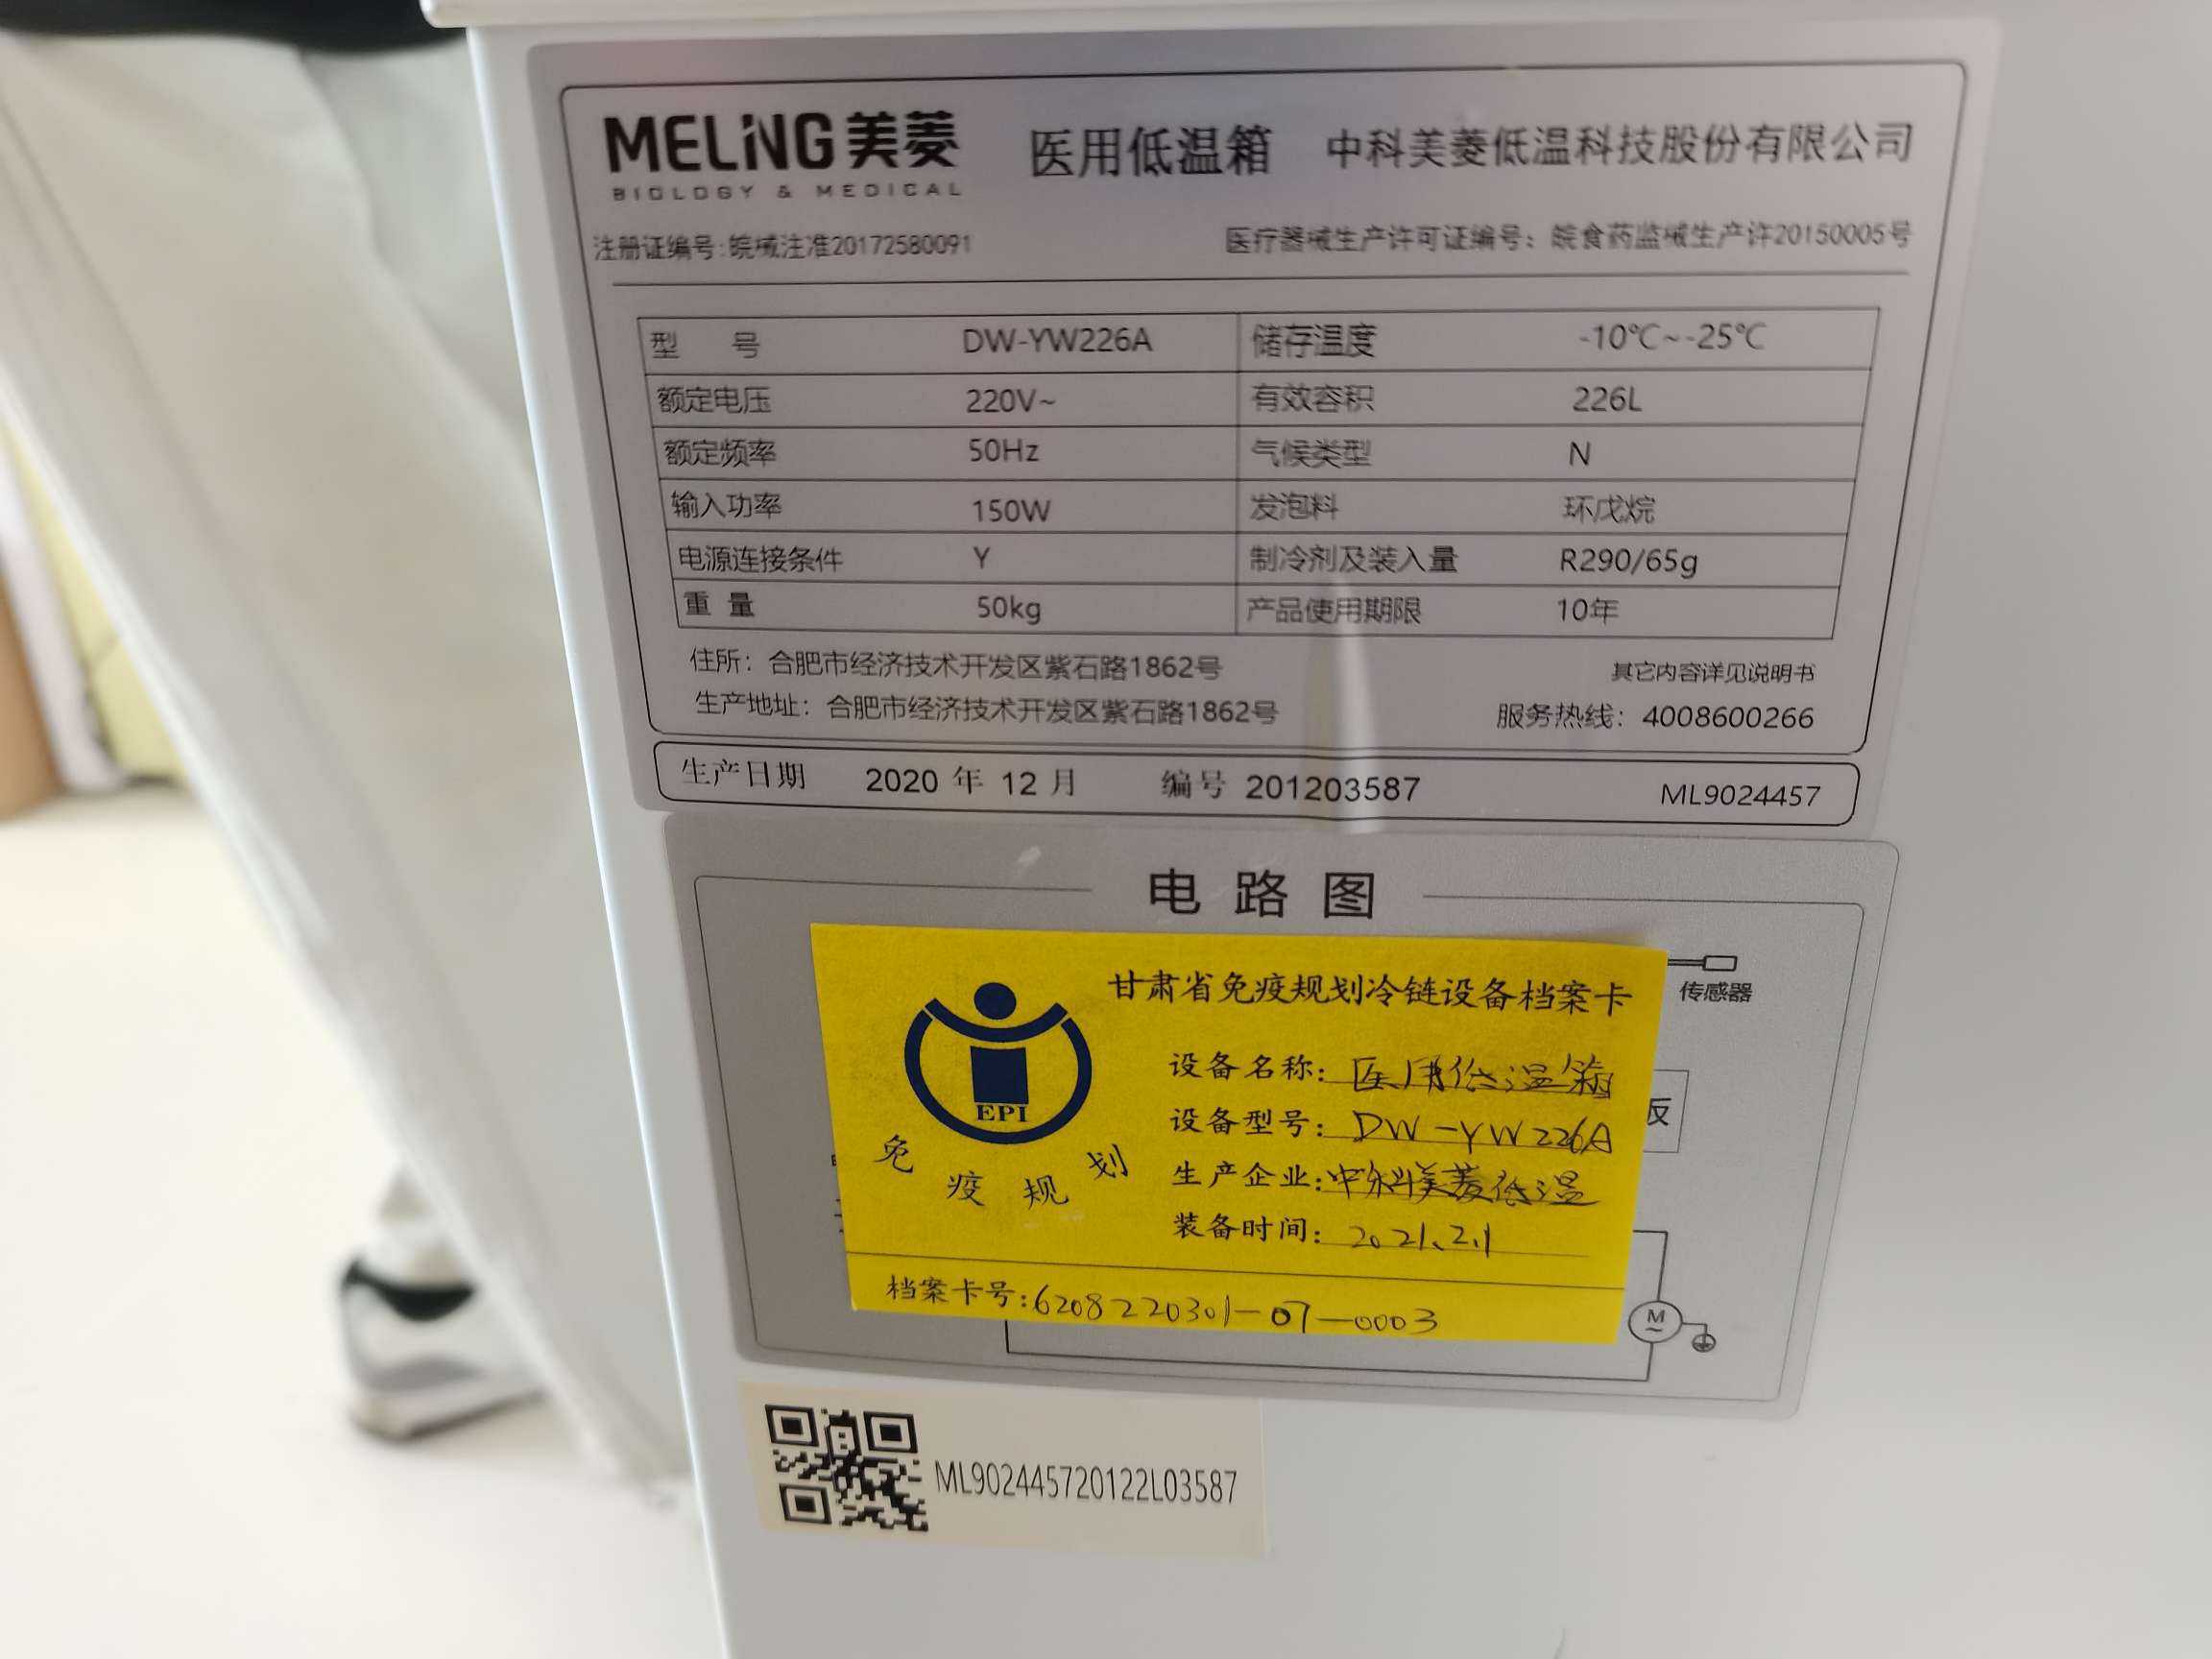 MELiNG美菱 医用低温箱 中科美菱低温科技股份有限公司
BIOLOGY & MEDICAL
注册证编号:皖械注准20172580091 医疗器械生产许可证编号：皖食药监械生产许20150005号
型 号 DW-YW226A 储存温度 -10℃~-25℃
额定电压 220V~ 有效容积 226L
额定频率 50Hz 气候类型 N
输入功率 150W 发泡料 环戊烷
电源连接条件 Y 制冷剂及装入量 R290/65g
重 量 50kg 产品使用期限 10年
住所：合肥市经济技术开发区紫石路1862号 其它内容详见说明书
生产地址：合肥市经济技术开发区紫石路1862号 服务热线：4008600266
生产日期 2020 年 12 月 编号 201203587 ML9024457
电路图
传感器
甘肃省免疫规划冷链设备档案卡
设备名称：医用低温箱
设备型号：DW-YW226A
生产企业：中科美菱低温
装备时间：2021.2.1
EPI
免疫规划
档案卡号：6208220301-07-0003
M
~
ML902445720122L03587